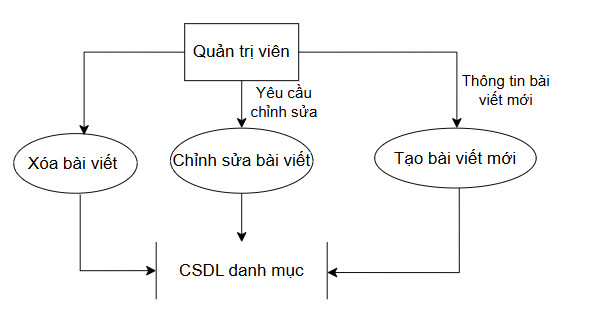 Quản trị viên
Yêu cầu
chỉnh sửa
Thông tin bài
viết mới
Xóa bài viết
Chỉnh sửa bài viết
Tạo bài viết mới
CSDL danh mục